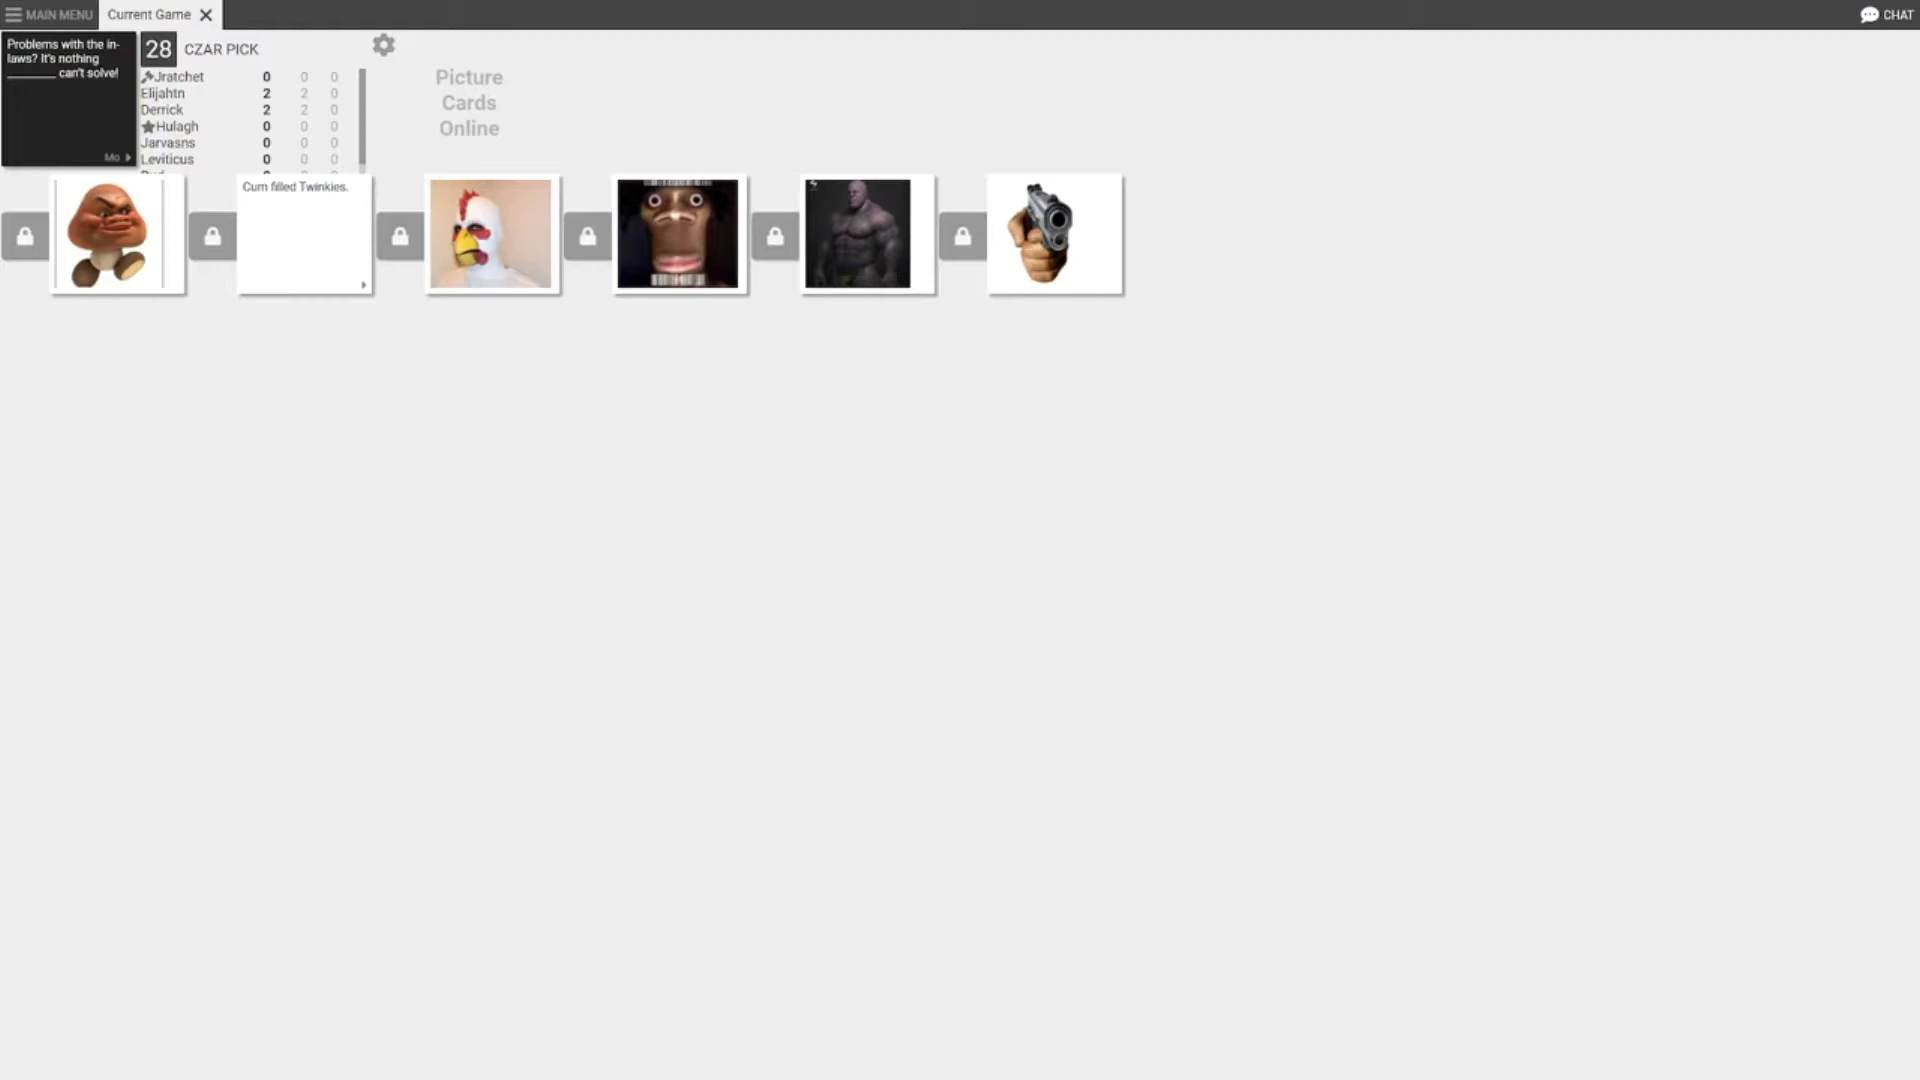 MAIN MENU
Current Game
CHAT
Problems with the in-
laws? It's nothing
_______ can't solve!
Mo
28 CZAR PICK
Jratchet 0 0 0
Elijahtn 2 2 0
Derrick 2 2 0
Hulagh 0 0 0
Jarvasns 0 0 0
Leviticus 0 0 0
Picture
Cards
Online
Cum filled Twinkies.